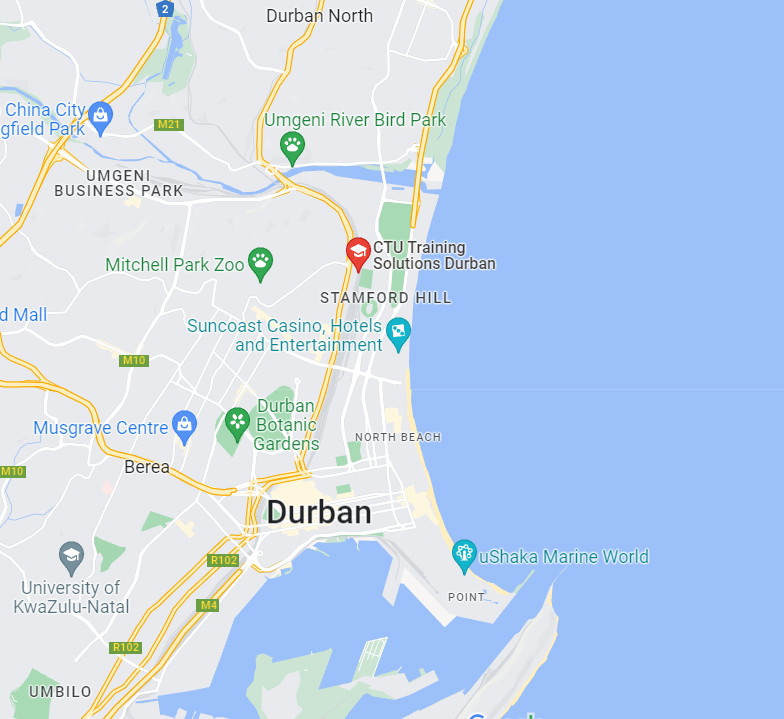 2
Durban North
China City
gfield Park
M21
Umgeni River Bird Park
UMGENI
BUSINESS PARK
Mitchell Park Zoo
CTU Training
Solutions Durban
STAMFORD HILL
d Mall
Suncoast Casino, Hotels
and Entertainment
M10
Durban
Botanic
Gardens
Musgrave Centre
NORTH BEACH
Berea
M10
Durban
uShaka Marine World
R102
University of
KwaZulu-Natal
POINT
M4
R102
UMBILO